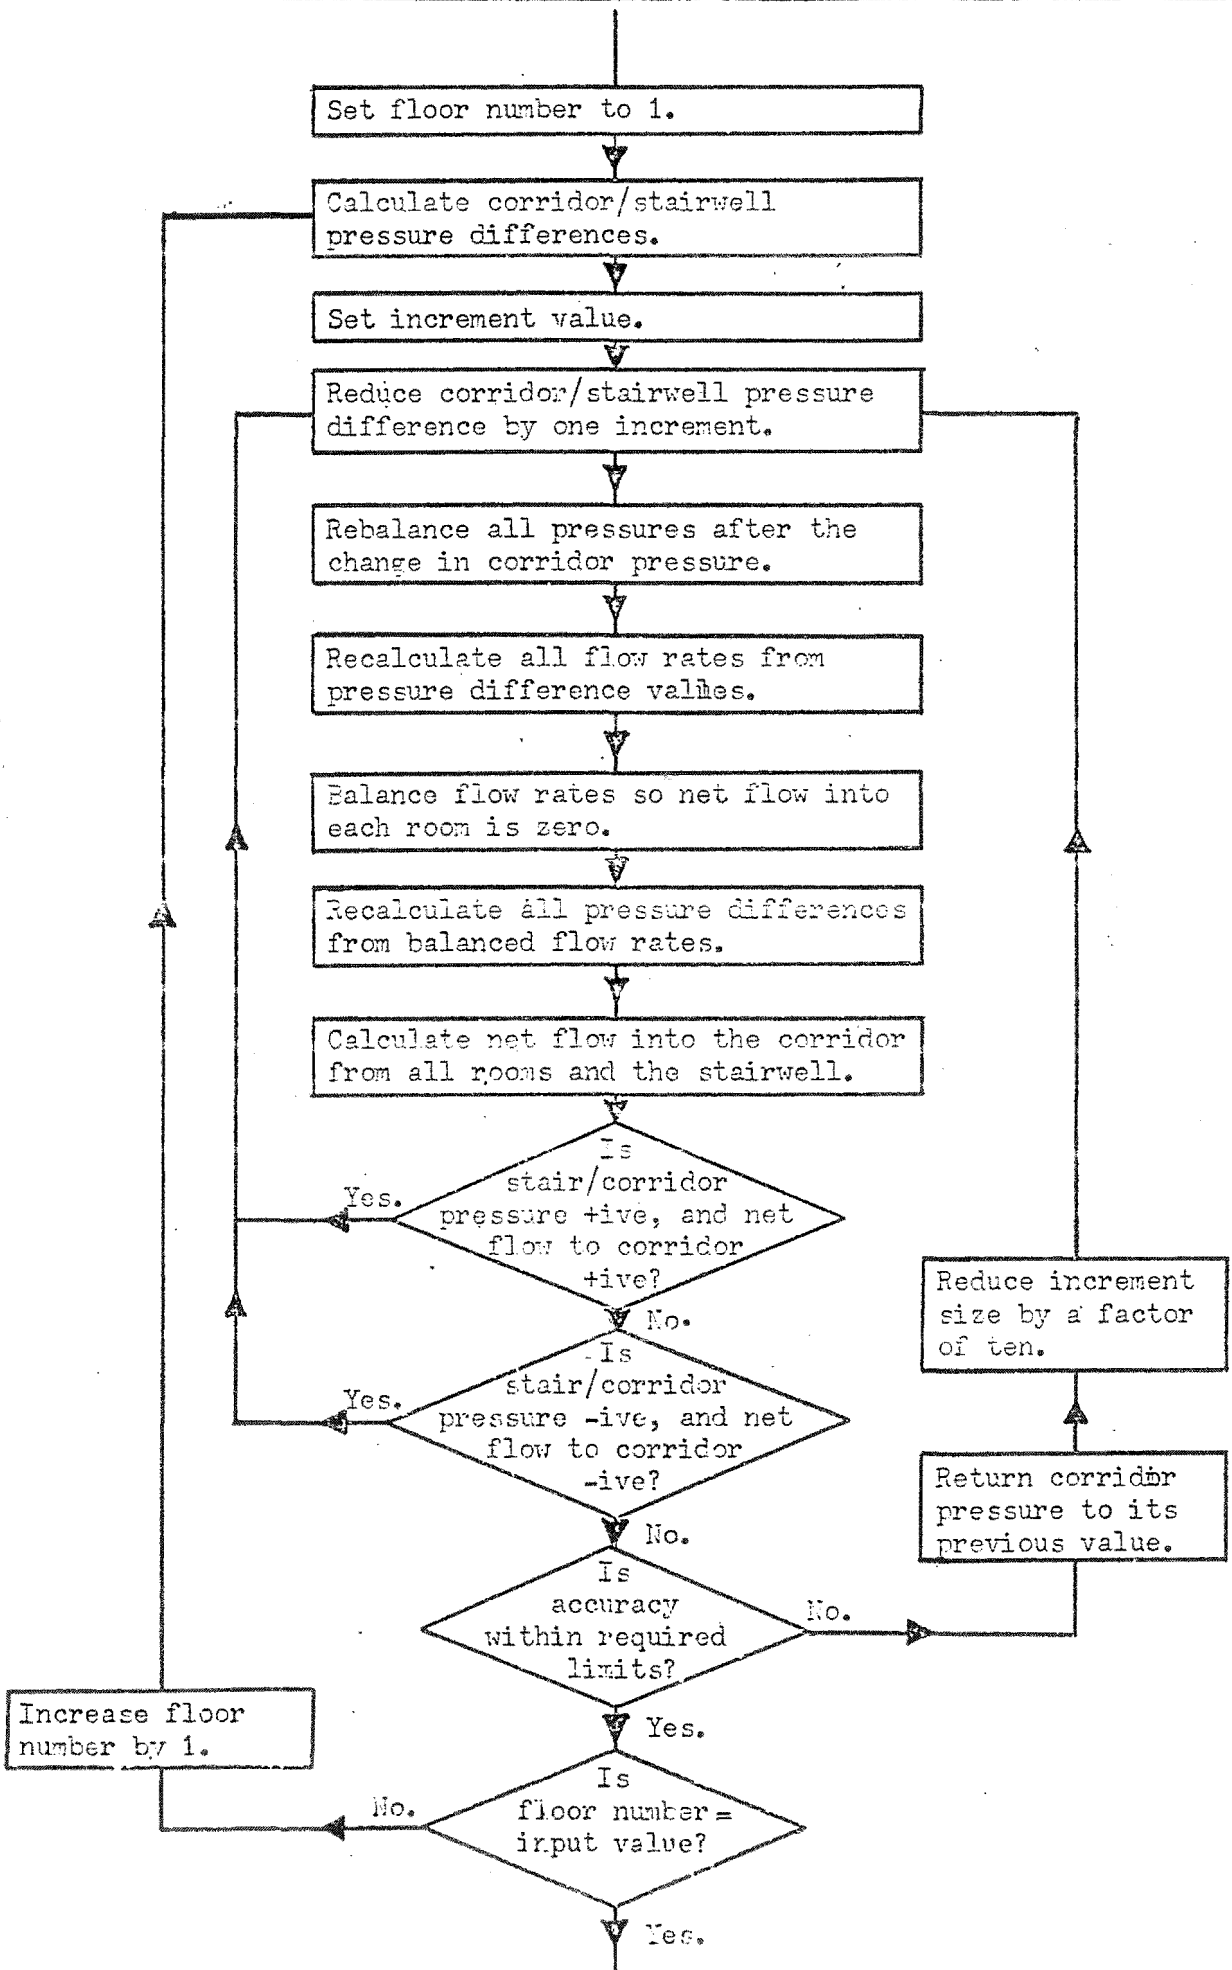 Set floor number to 1.
Calculate corridor/stairwell
pressure differences.
Set increment value.
Reduce corridor/stairwell pressure
difference by one increment.
Rebalance all pressures after the
change in corridor pressure.
Recalculate all flow rates from
pressure difference values.
Balance flow rates so net flow into
each room is zero.
Recalculate all pressure differences
from balanced flow rates.
Calculate net flow into the corridor
from all rooms and the stairwell.
Is
stair/corridor
pressure +ive, and net
flow to corridor
+ive?
Yes.
No.
Is
stair/corridor
pressure -ive, and net
flow to corridor
-ive?
Yes.
No.
Reduce increment
size by a factor
of ten.
Return corridor
pressure to its
previous value.
Is
accuracy
within required
limits?
No.
Yes.
Increase floor
number by 1.
Is
floor number =
input value?
No.
Yes.